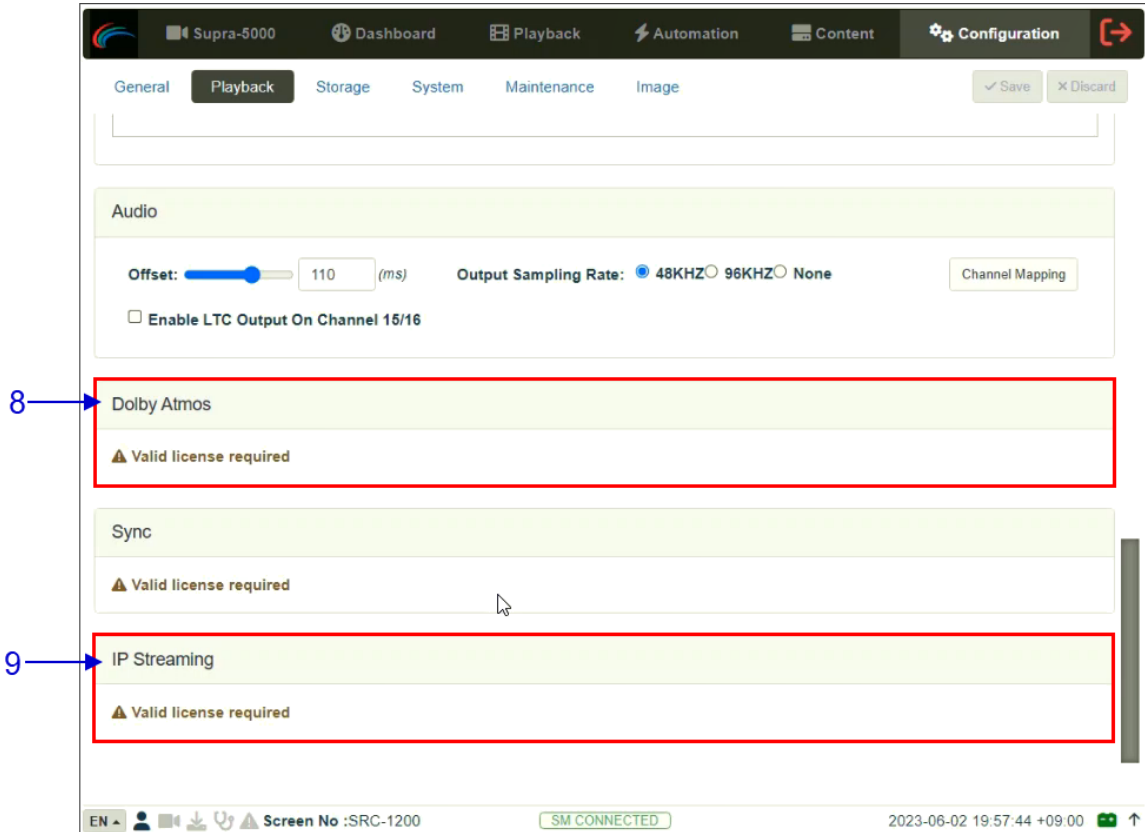 Supra-5000 Dashboard Playback Automation Content Configuration
General Playback Storage System Maintenance Image Save Discard
Audio
Offset: 110 (ms) Output Sampling Rate: 48KHZ 96KHZ None Channel Mapping
Enable LTC Output On Channel 15/16
8
Dolby Atmos
Valid license required
Sync
Valid license required
9
IP Streaming
Valid license required
EN Screen No :SRC-1200 SM CONNECTED 2023-06-02 19:57:44 +09:00